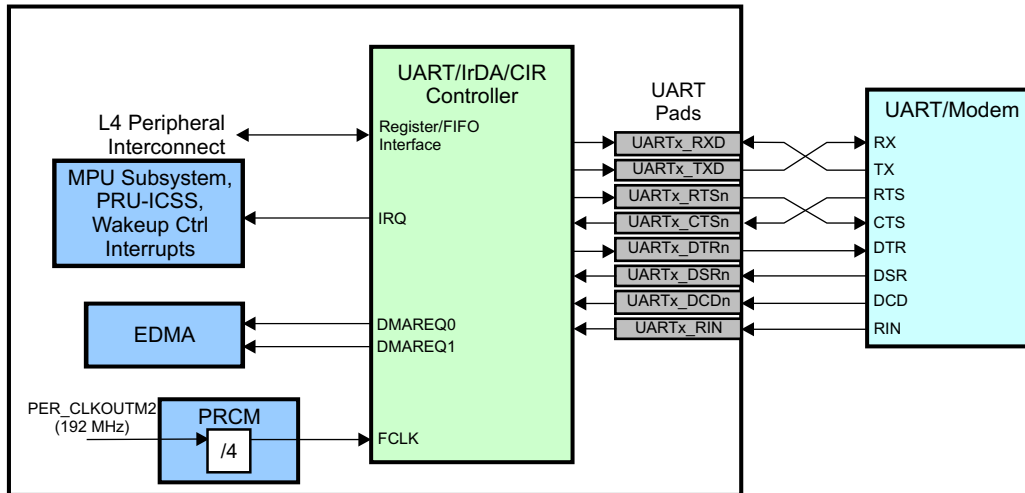 UART/IrDA/CIR
Controller
UART
Pads
UART/Modem
L4 Peripheral
Interconnect
Register/FIFO
Interface
MPU Subsystem,
PRU-ICSS,
Wakeup Ctrl
Interrupts
IRQ
EDMA
DMAREQ0
DMAREQ1
PER_CLKOUTM2
(192 MHz)
PRCM
/4
FCLK
UARTx_RXD
UARTx_TXD
UARTx_RTSn
UARTx_CTSn
UARTx_DTRn
UARTx_DSRn
UARTx_DCDn
UARTx_RIN
RX
TX
RTS
CTS
DTR
DSR
DCD
RIN